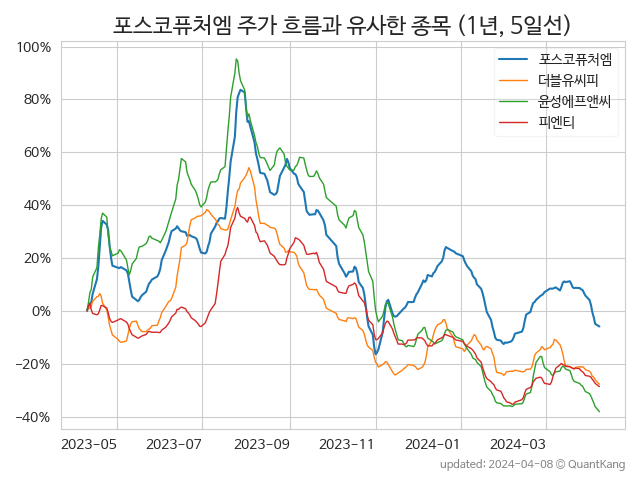 포스코퓨처엠 주가 흐름과 유사한 종목 (1년, 5일선)
100%
80%
60%
40%
20%
0%
−20%
−40%
포스코퓨처엠
더블유씨피
윤성에프앤씨
피엔티
2023-05
2023-07
2023-09
2023-11
2024-01
2024-03
updated: 2024-04-08 © QuantKang